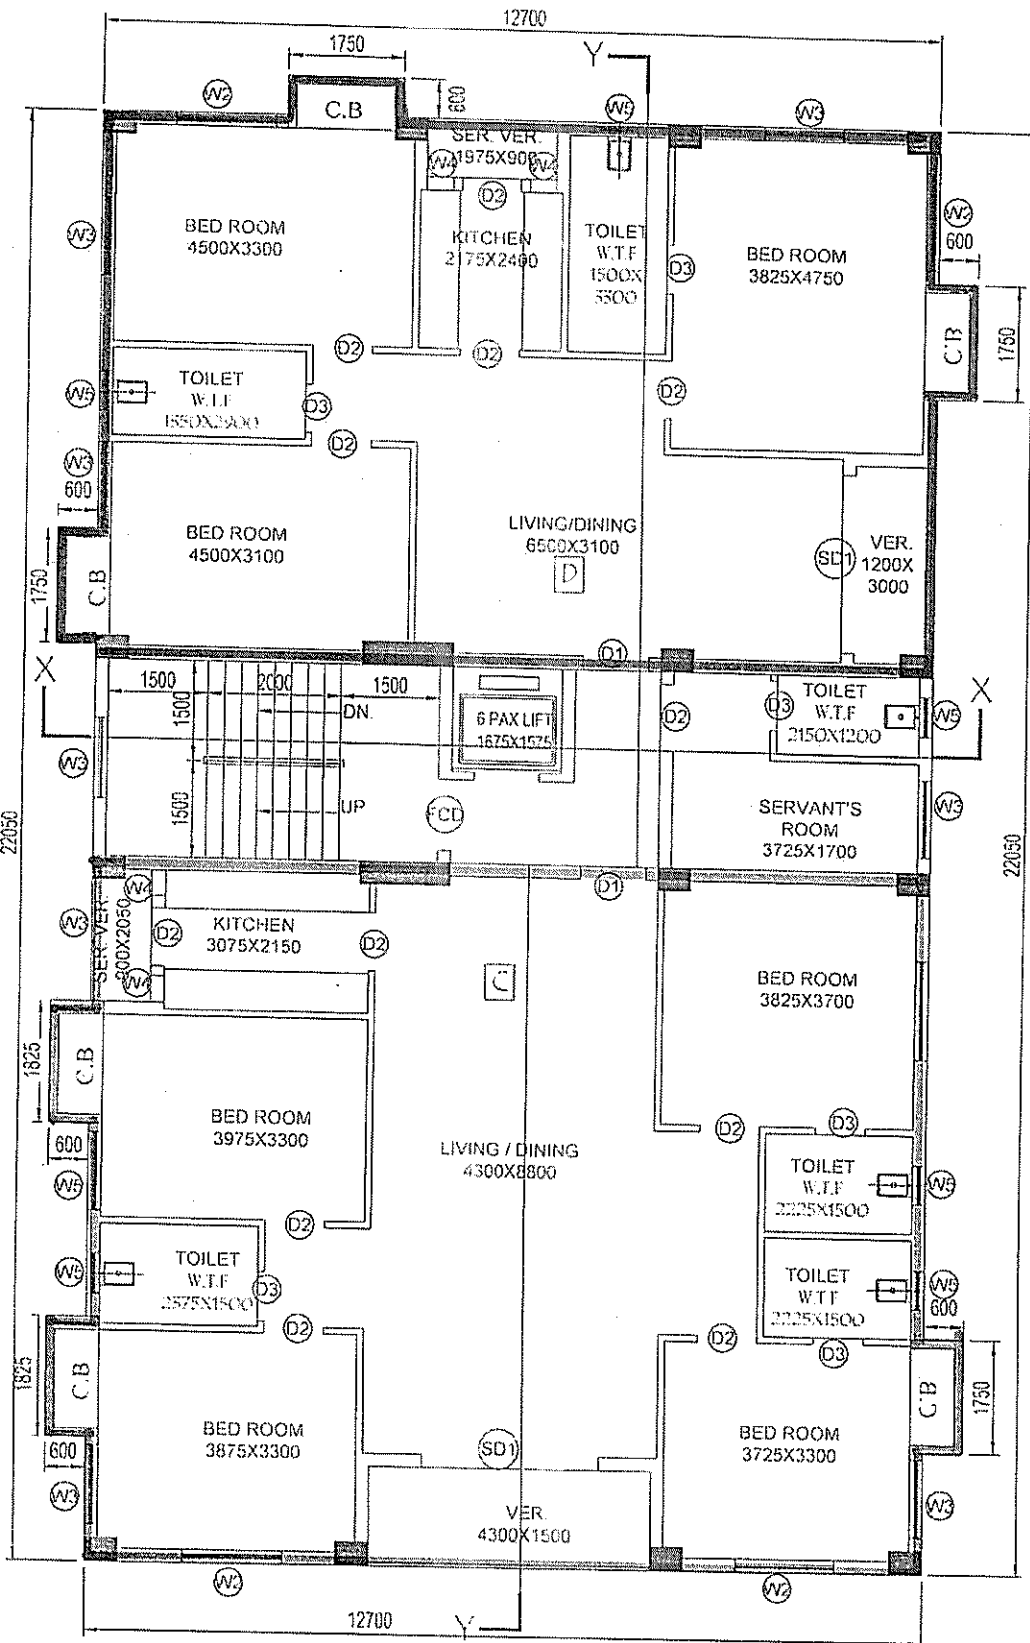 12700
1750
Y
W2
C.B
600
W5
W3
SER. VER.
1975X900
W4
W4
D2
W3
BED ROOM
4500X3300
KITCHEN
2175X2400
TOILET
W.T.F
1500X
3300
D3
BED ROOM
3825X4750
W2
600
C.B
1750
D2
D2
TOILET
W.T.F
1550X2900
W5
D3
D2
D2
W3
600
BED ROOM
4500X3100
LIVING/DINING
6500X3100
D
SD1
VER.
1200X
3000
1750
C.B
D1
X
1500
2000
1500
1500
DN.
6 PAX LIFT
1675X1575
D2
D3
TOILET
W.T.F
2150X1200
W5
X
W3
1500
UP
FCD
SERVANT'S
ROOM
3725X1700
W3
22050
22050
W4
D1
W3
SER. VER.
900X2050
D2
KITCHEN
3075X2150
D2
W4
C
BED ROOM
3825X3700
1825
C.B
600
BED ROOM
3975X3300
LIVING / DINING
4300X8800
D2
D3
W5
TOILET
W.T.F
2225X1500
W5
D2
W5
TOILET
W.T.F
2575X1500
D3
D2
TOILET
W.T.F
2225X1500
W5
600
D2
D3
1825
C.B
600
BED ROOM
3875X3300
SD1
BED ROOM
3725X3300
C.B
1750
W3
VER.
4300X1500
W3
W2
W2
12700
Y